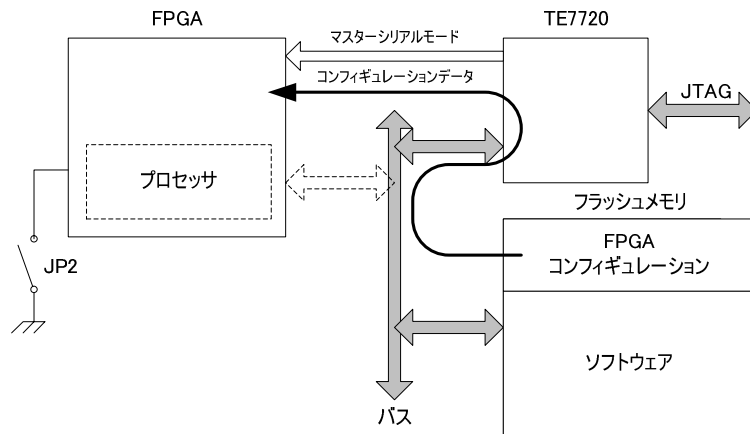 FPGA
TE7720
マスターシリアルモード
コンフィギュレーションデータ
JTAG
プロセッサ
フラッシュメモリ
FPGA
コンフィギュレーション
JP2
ソフトウェア
バス